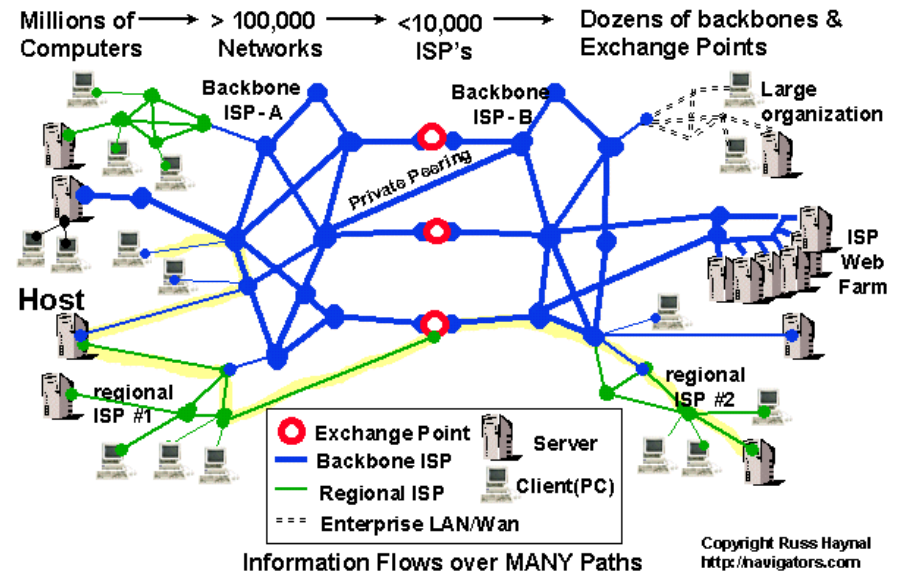 Millions of Computers
> 100,000 Networks
<10,000 ISP's
Dozens of backbones & Exchange Points
Backbone
ISP-A
Backbone
ISP-B
Large
organization
Private Peering
ISP
Web
Farm
Host
regional
ISP #1
regional
ISP #2
Exchange Point
Server
Backbone ISP
Regional ISP
Client(PC)
Enterprise LAN/Wan
Information Flows over MANY Paths
Copyright Russ Haynal
http://navigators.com